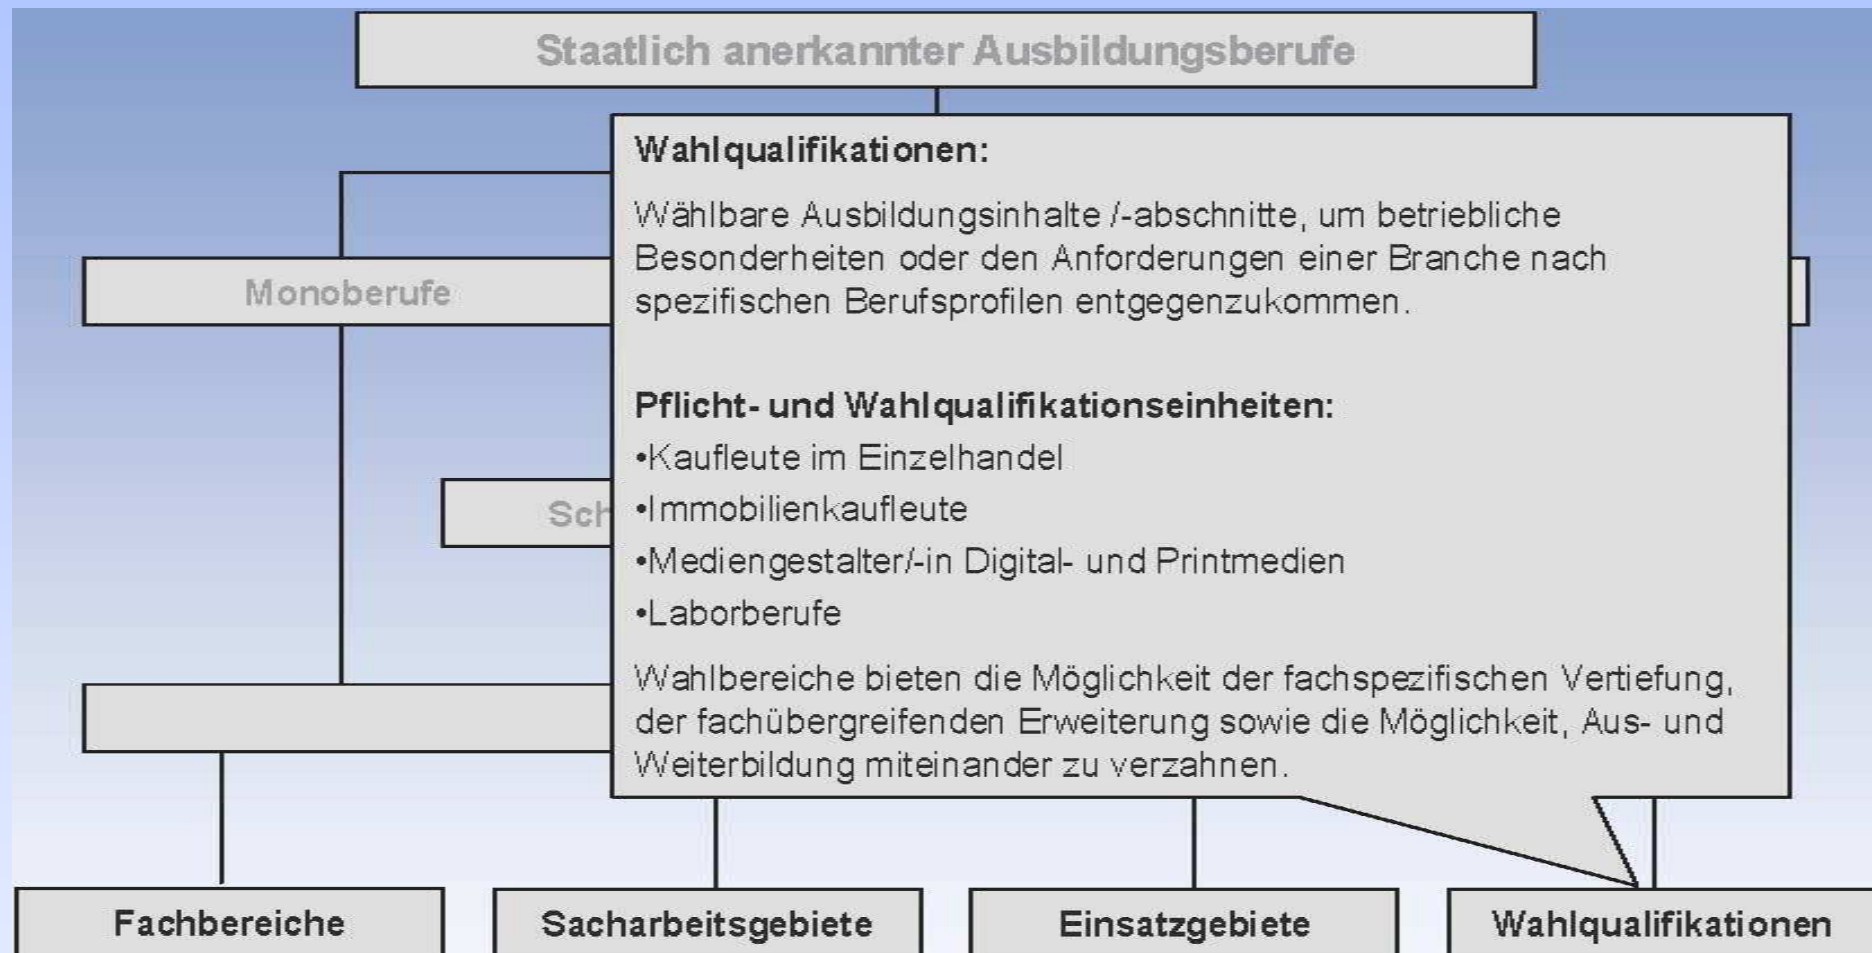 Staatlich anerkannter Ausbildungsberufe
Wahlqualifikationen:
Wählbare Ausbildungsinhalte /-abschnitte, um betriebliche
Besonderheiten oder den Anforderungen einer Branche nach
spezifischen Berufsprofilen entgegenzukommen.
Monoberufe
Pflicht- und Wahlqualifikationseinheiten:
•Kaufleute im Einzelhandel
Sch
•Immobilienkaufleute
•Mediengestalter/-in Digital- und Printmedien
•Laborberufe
Wahlbereiche bieten die Möglichkeit der fachspezifischen Vertiefung,
der fachübergreifenden Erweiterung sowie die Möglichkeit, Aus- und
Weiterbildung miteinander zu verzahnen.
Fachbereiche
Sacharbeitsgebiete
Einsatzgebiete
Wahlqualifikationen